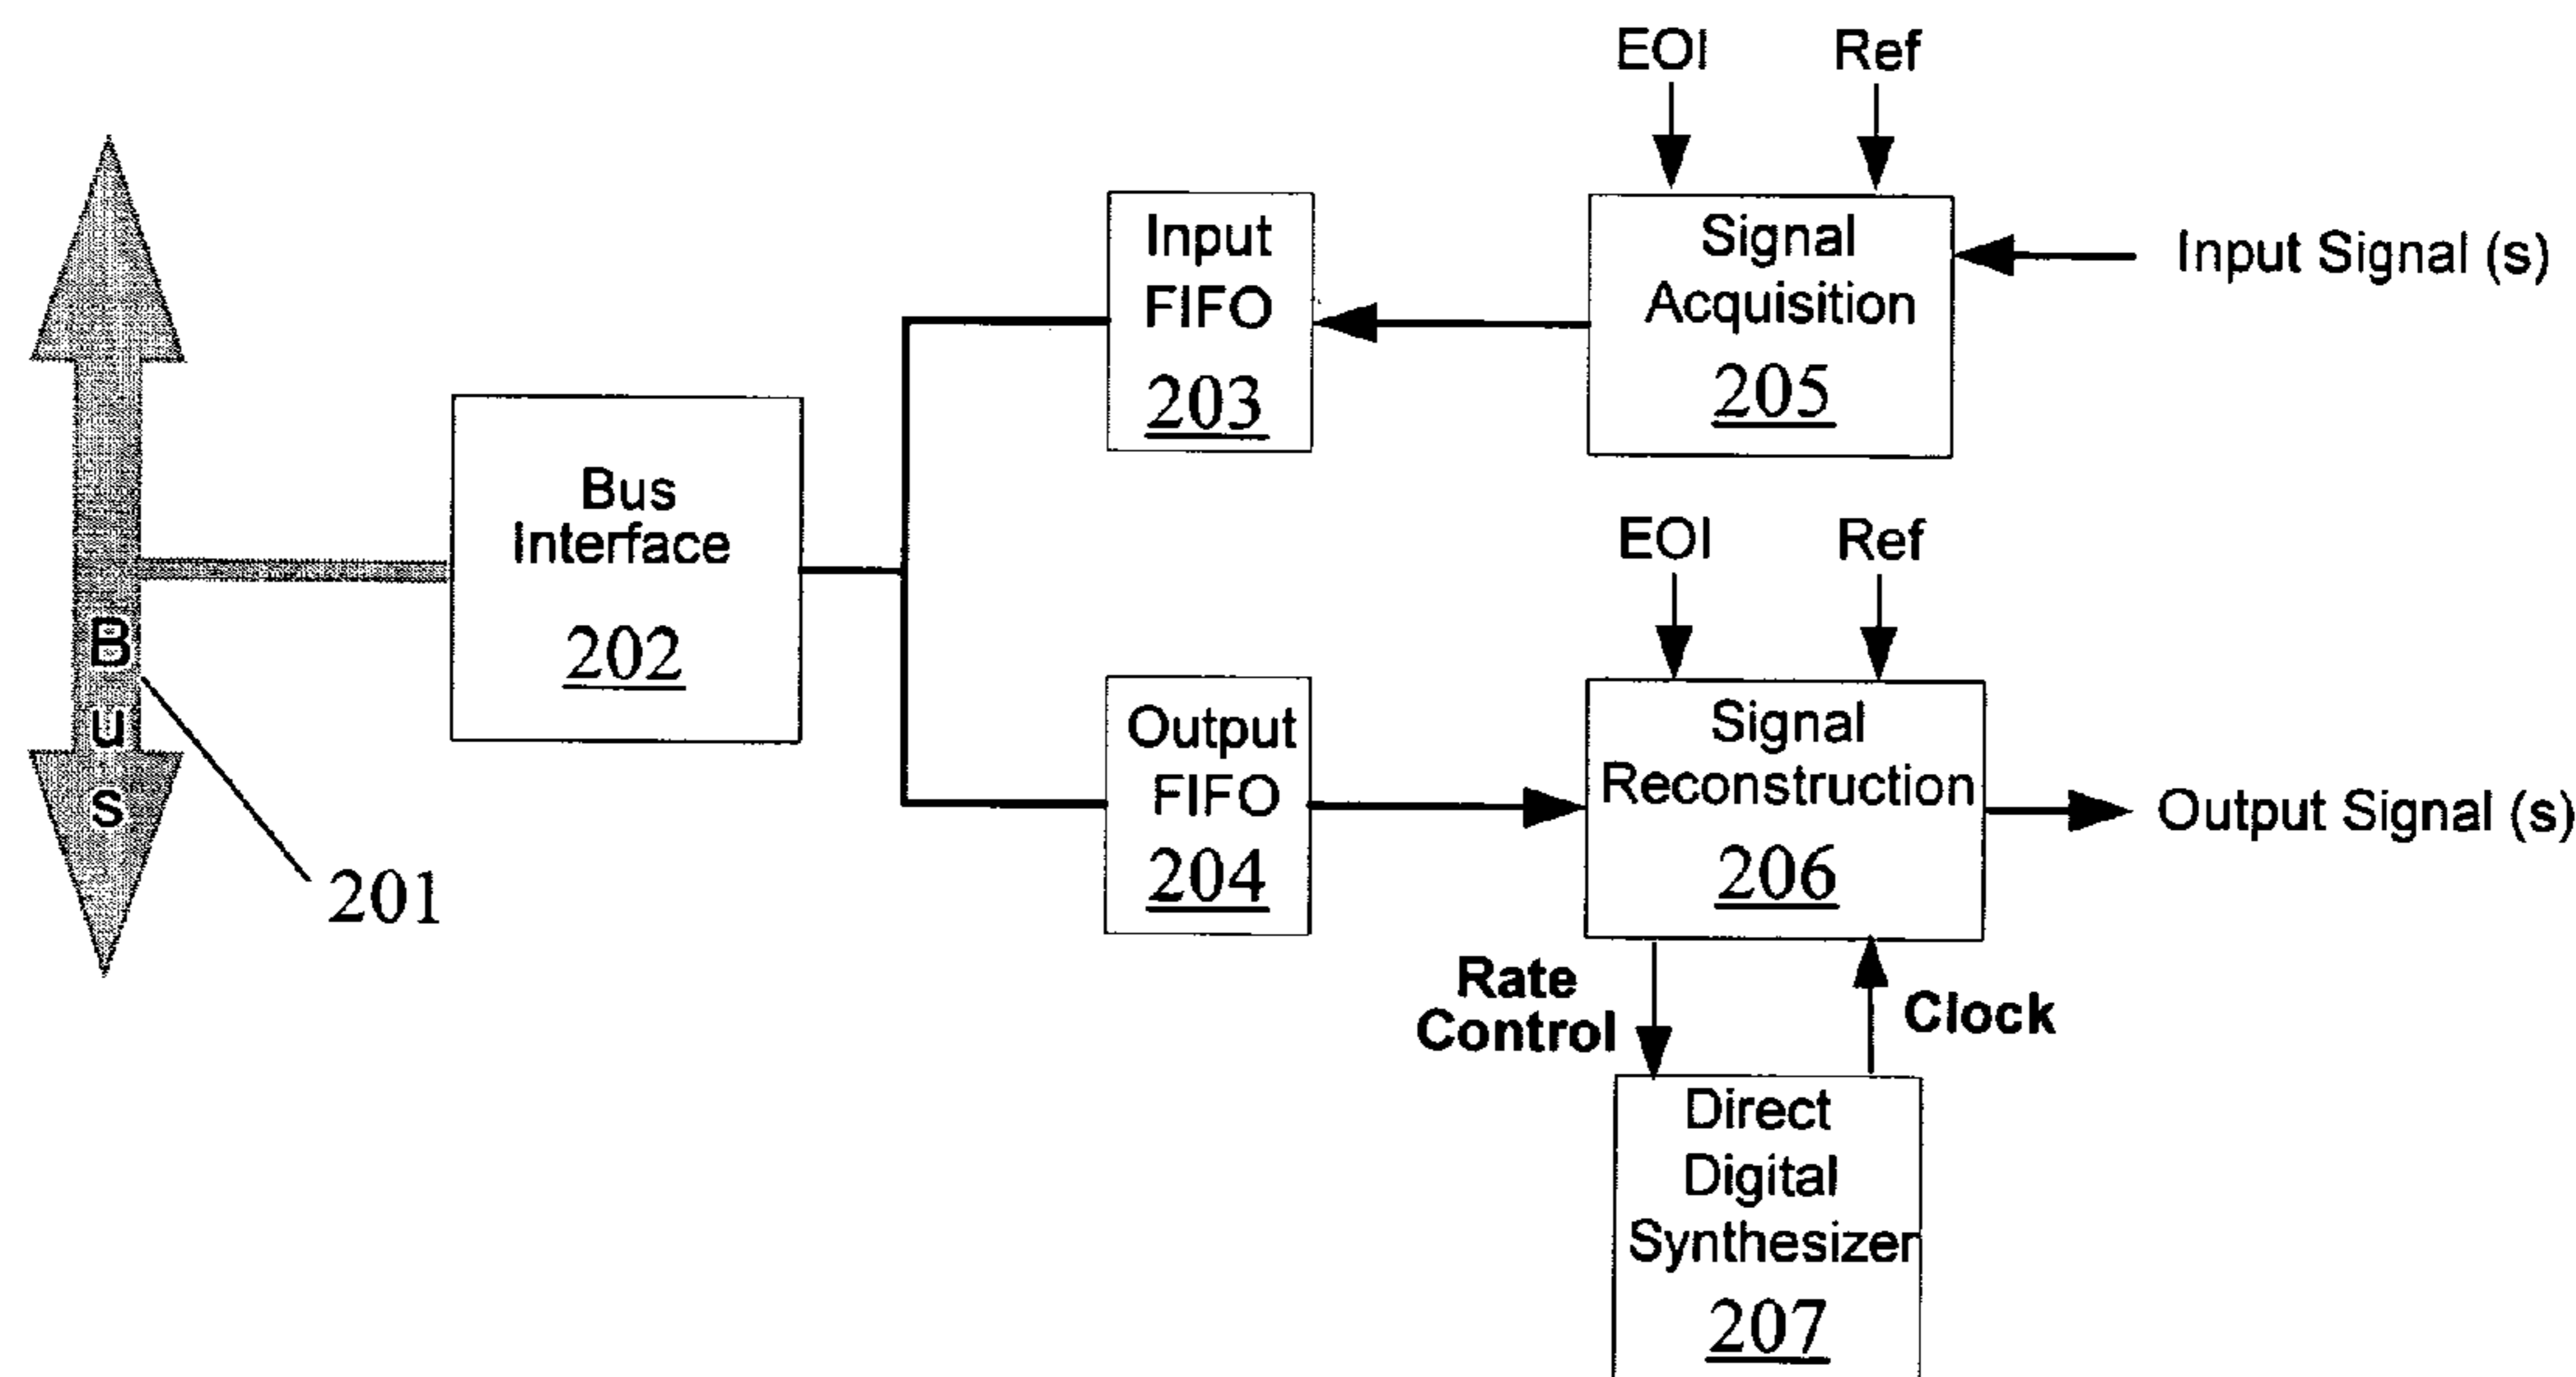 EOI
Ref
Input
FIFO
203
Signal
Acquisition
205
Input Signal (s)
Bus
Interface
202
EOI
Ref
Bus
201
Output
FIFO
204
Signal
Reconstruction
206
Output Signal (s)
Rate
Control
Clock
Direct
Digital
Synthesizer
207